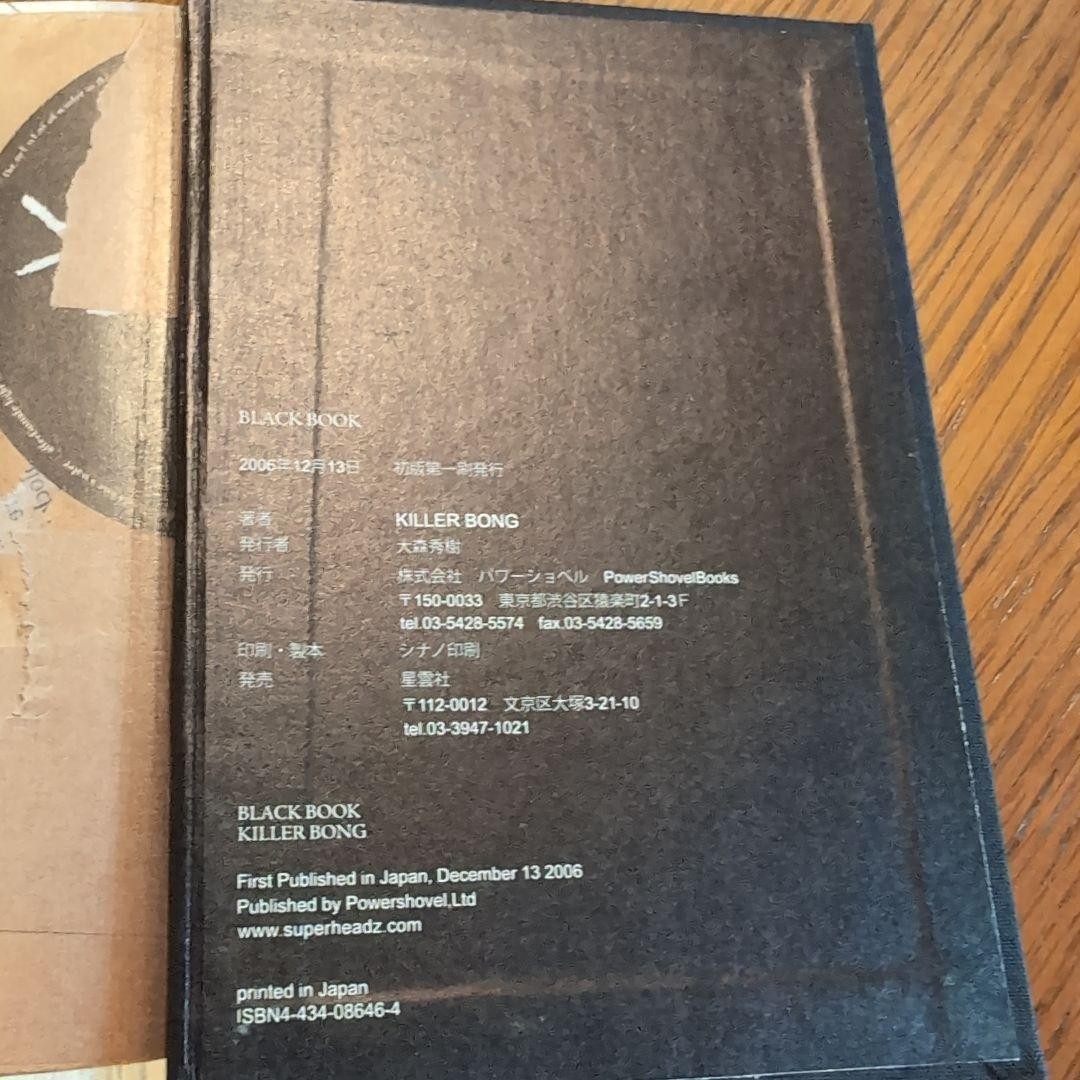 BLACK BOOK
2006年12月13日 初版第一刷発行
著者 KILLER BONG
発行者 大森秀樹
発行 株式会社 パワーショベル PowerShovelBooks
〒150-0033 東京都渋谷区猿楽町2-1-3F
tel.03-5428-5574 fax.03-5428-5659
印刷・製本 シナノ印刷
発売 星雲社
〒112-0012 文京区大塚3-21-10
tel.03-3947-1021
BLACK BOOK
KILLER BONG
First Published in Japan, December 13 2006
Published by Powershovel,Ltd
www.superheadz.com
printed in Japan
ISBN4-434-08646-4